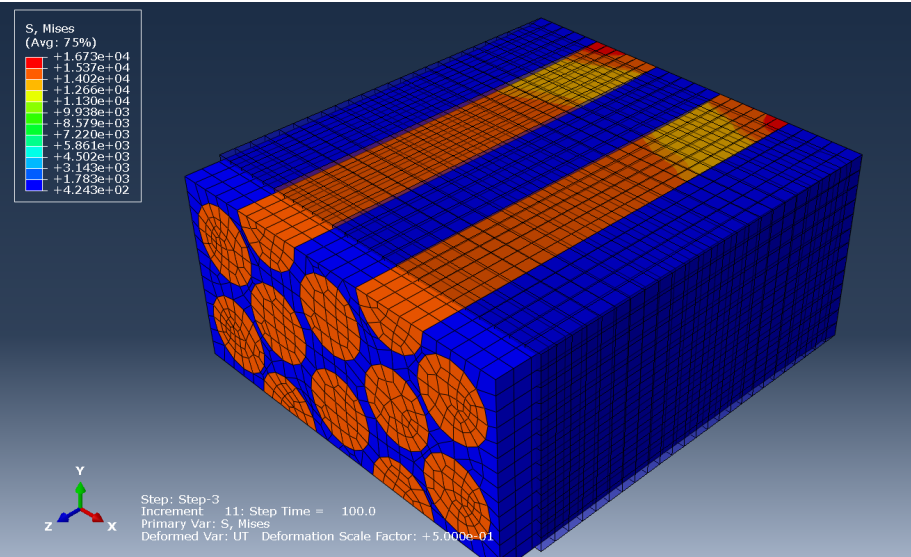 S, Mises
(Avg: 75%)
+1.673e+04
+1.537e+04
+1.402e+04
+1.266e+04
+1.130e+04
+9.938e+03
+8.579e+03
+7.220e+03
+5.861e+03
+4.502e+03
+3.143e+03
+1.783e+03
+4.243e+02
Y
Z X
Step: Step-3
Increment 11: Step Time = 100.0
Primary Var: S, Mises
Deformed Var: UT Deformation Scale Factor: +5.000e-01